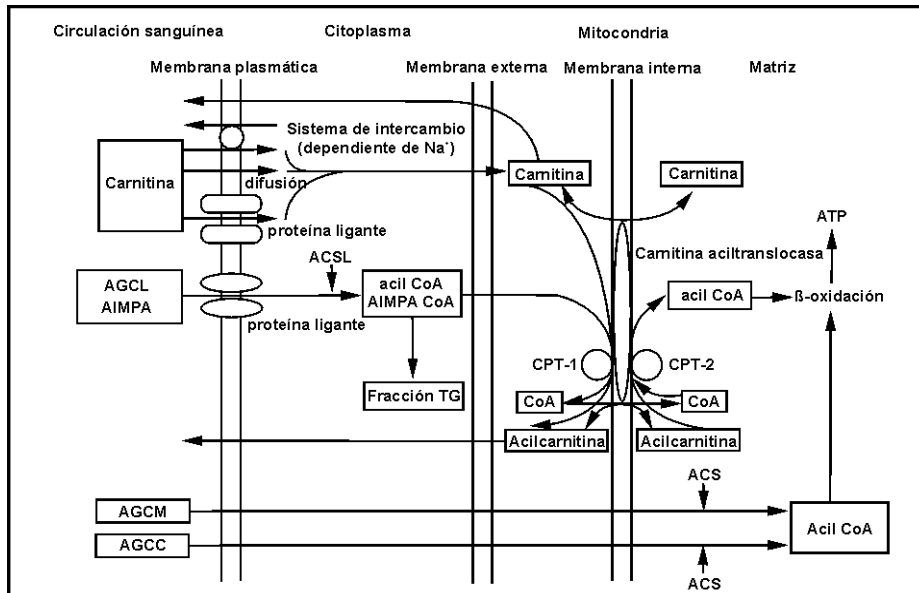 Circulación sanguínea
Citoplasma
Mitocondria
Membrana plasmática
Membrana externa
Membrana interna
Matriz
Sistema de intercambio
(dependiente de Na⁺)
Carnitina
difusión
proteína ligante
Carnitina
Carnitina
ATP
Carnitina aciltranslocasa
ACSL
AGCL
AIMPA
acil CoA
AIMPA CoA
acil CoA
ß-oxidación
proteína ligante
CPT-1
CPT-2
Fracción TG
CoA
CoA
Acilcarnitina
Acilcarnitina
ACS
AGCM
Acil CoA
AGCC
ACS